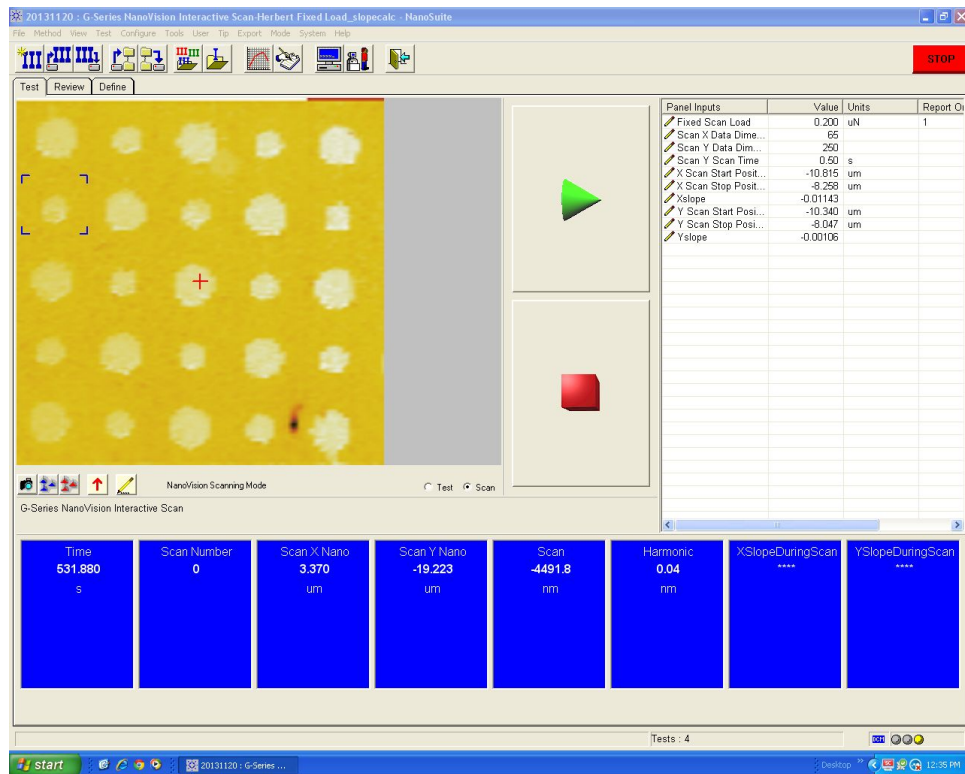 20131120 : G-Series NanoVision Interactive Scan-Herbert Fixed Load_slopecalc - NanoSuite
File Method View Test Configure Tools User Tip Export Mode System Help
STOP
Test Review Define
Panel Inputs Value Units Report O
Fixed Scan Load 0.200 uN 1
Scan X Data Dime... 65
Scan Y Data Dim... 250
Scan Y Scan Time 0.50 s
X Scan Start Posit... -10.815 um
X Scan Stop Posit... -8.258 um
Xslope -0.01143
Y Scan Start Posi... -10.340 um
Y Scan Stop Posi... -8.047 um
Yslope -0.00106
NanoVision Scanning Mode
Test Scan
G-Series NanoVision Interactive Scan
Time Scan Number Scan X Nano Scan Y Nano Scan Harmonic XSlopeDuringScan YSlopeDuringScan
531.880 0 3.370 -19.223 -4491.8 0.04 **** ****
s um um nm nm
Tests : 4
DCM
start 20131120 : G-Series ... Desktop » 12:35 PM